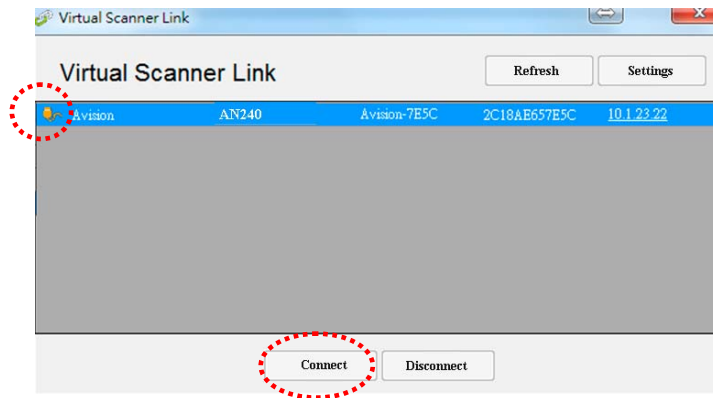 Virtual Scanner Link
Virtual Scanner Link
Refresh
Settings
Avision AN240 Avision-7E5C 2C18AE657E5C 10.1.23.22
Connect
Disconnect